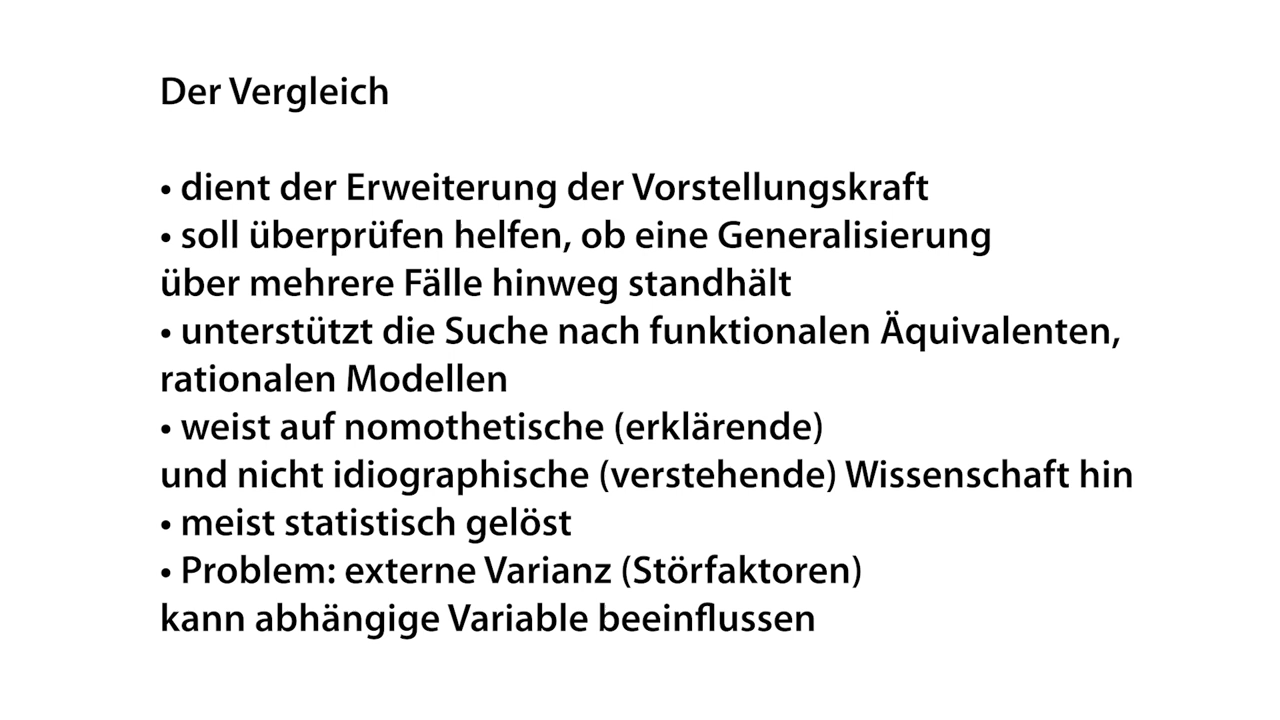 Der Vergleich
• dient der Erweiterung der Vorstellungskraft
• soll überprüfen helfen, ob eine Generalisierung
über mehrere Fälle hinweg standhält
• unterstützt die Suche nach funktionalen Äquivalenten,
rationalen Modellen
• weist auf nomothetische (erklärende)
und nicht idiographische (verstehende) Wissenschaft hin
• meist statistisch gelöst
• Problem: externe Varianz (Störfaktoren)
kann abhängige Variable beeinflussen